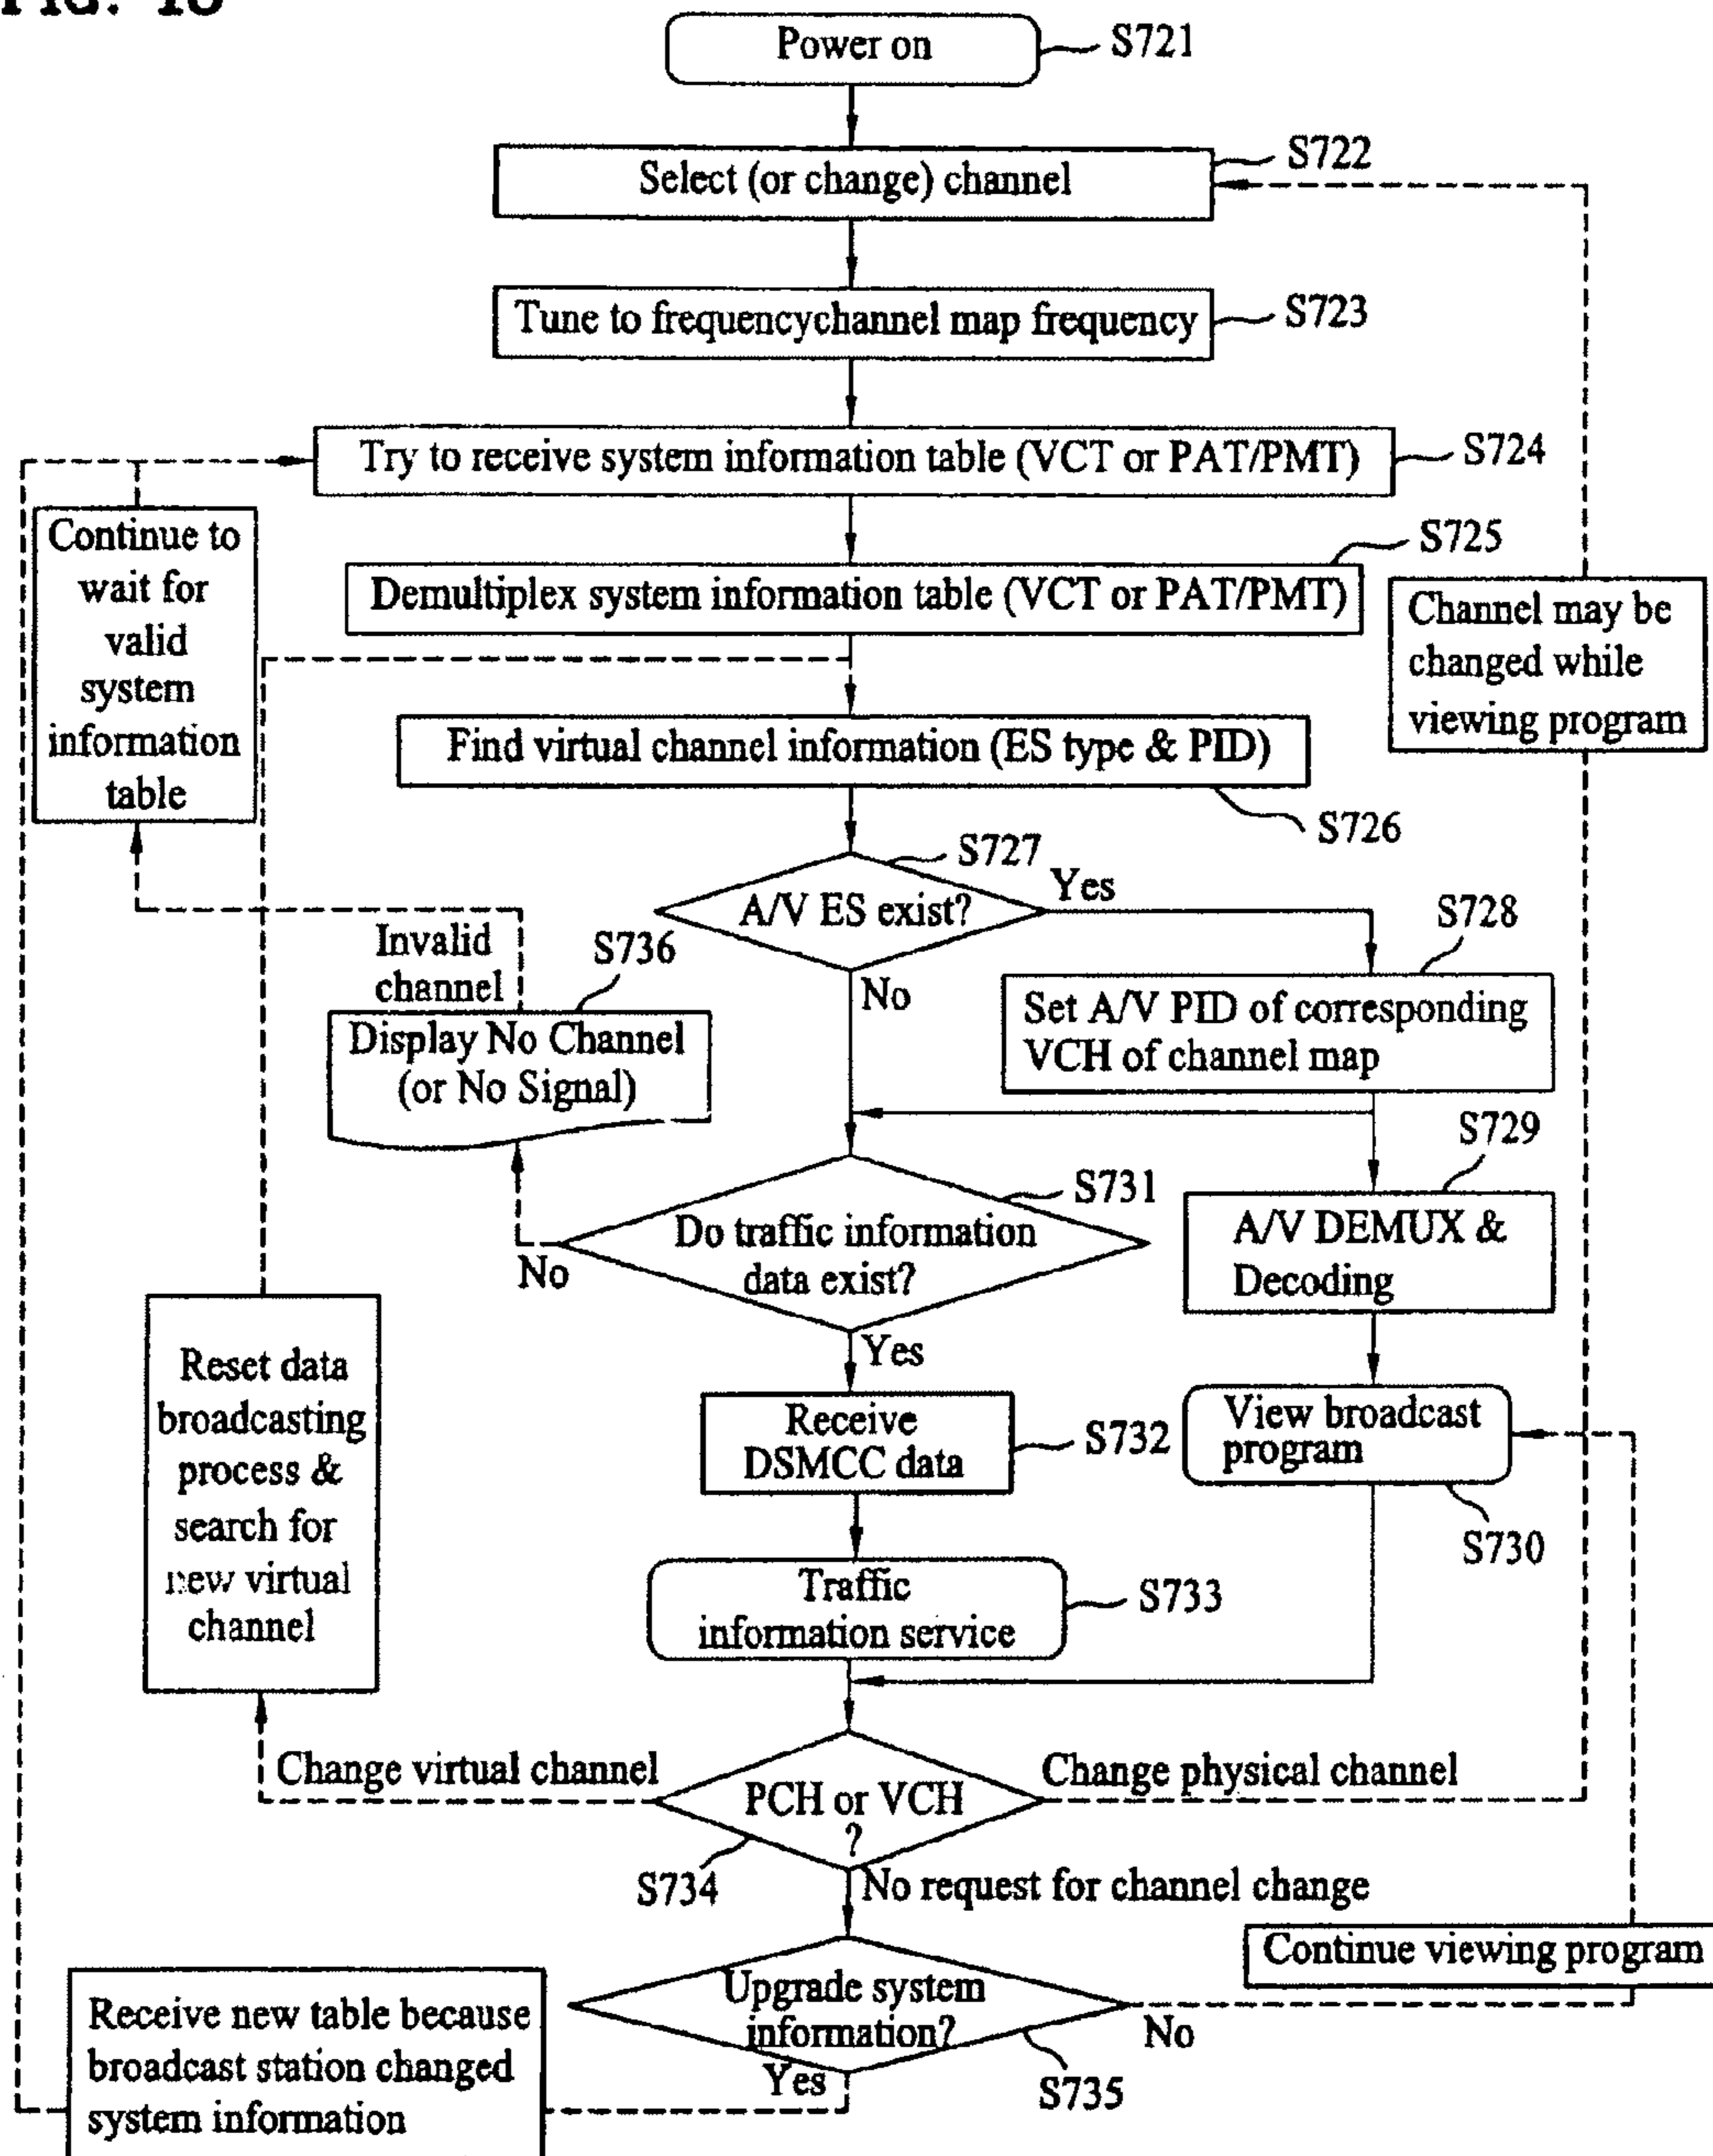 Power on
S721
Select (or change) channel
S722
Tune to frequencychannel map frequency
S723
Try to receive system information table (VCT or PAT/PMT)
S724
Continue to
wait for
valid
system
information
table
Demultiplex system information table (VCT or PAT/PMT)
S725
Channel may be
changed while
viewing program
Find virtual channel information (ES type & PID)
S726
A/V ES exist?
S727
Yes
No
Invalid
channel
S736
Display No Channel
(or No Signal)
S728
Set A/V PID of corresponding
VCH of channel map
S729
A/V DEMUX &
Decoding
Do traffic information
data exist?
S731
No
Yes
Receive
DSMCC data
S732
View broadcast
program
S730
Traffic
information service
S733
Reset data
broadcasting
process &
search for
new virtual
channel
Change virtual channel
PCH or VCH
?
Change physical channel
S734
No request for channel change
Upgrade system
information?
S735
No
Yes
Continue viewing program
Receive new table because
broadcast station changed
system information